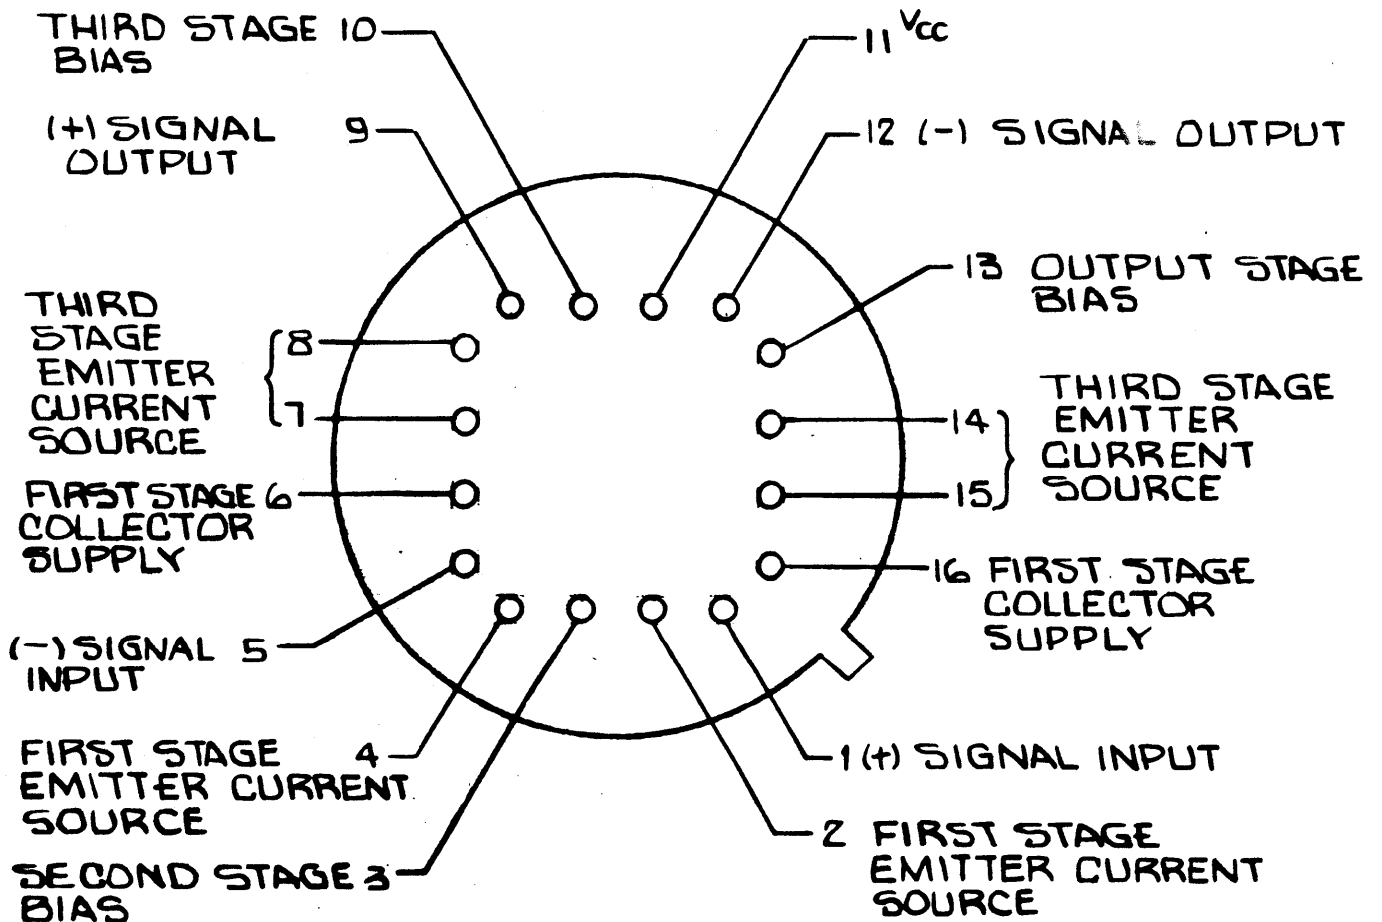 THIRD STAGE 10
BIAS
(+) SIGNAL 9
OUTPUT
THIRD
STAGE
EMITTER
CURRENT
SOURCE
8
7
FIRST STAGE 6
COLLECTOR
SUPPLY
(-) SIGNAL 5
INPUT
FIRST STAGE 4
EMITTER CURRENT
SOURCE
SECOND STAGE 3
BIAS
11 VCC
12 (-) SIGNAL OUTPUT
13 OUTPUT STAGE
BIAS
14
15
THIRD STAGE
EMITTER
CURRENT
SOURCE
16 FIRST STAGE
COLLECTOR
SUPPLY
1 (+) SIGNAL INPUT
2 FIRST STAGE
EMITTER CURRENT
SOURCE